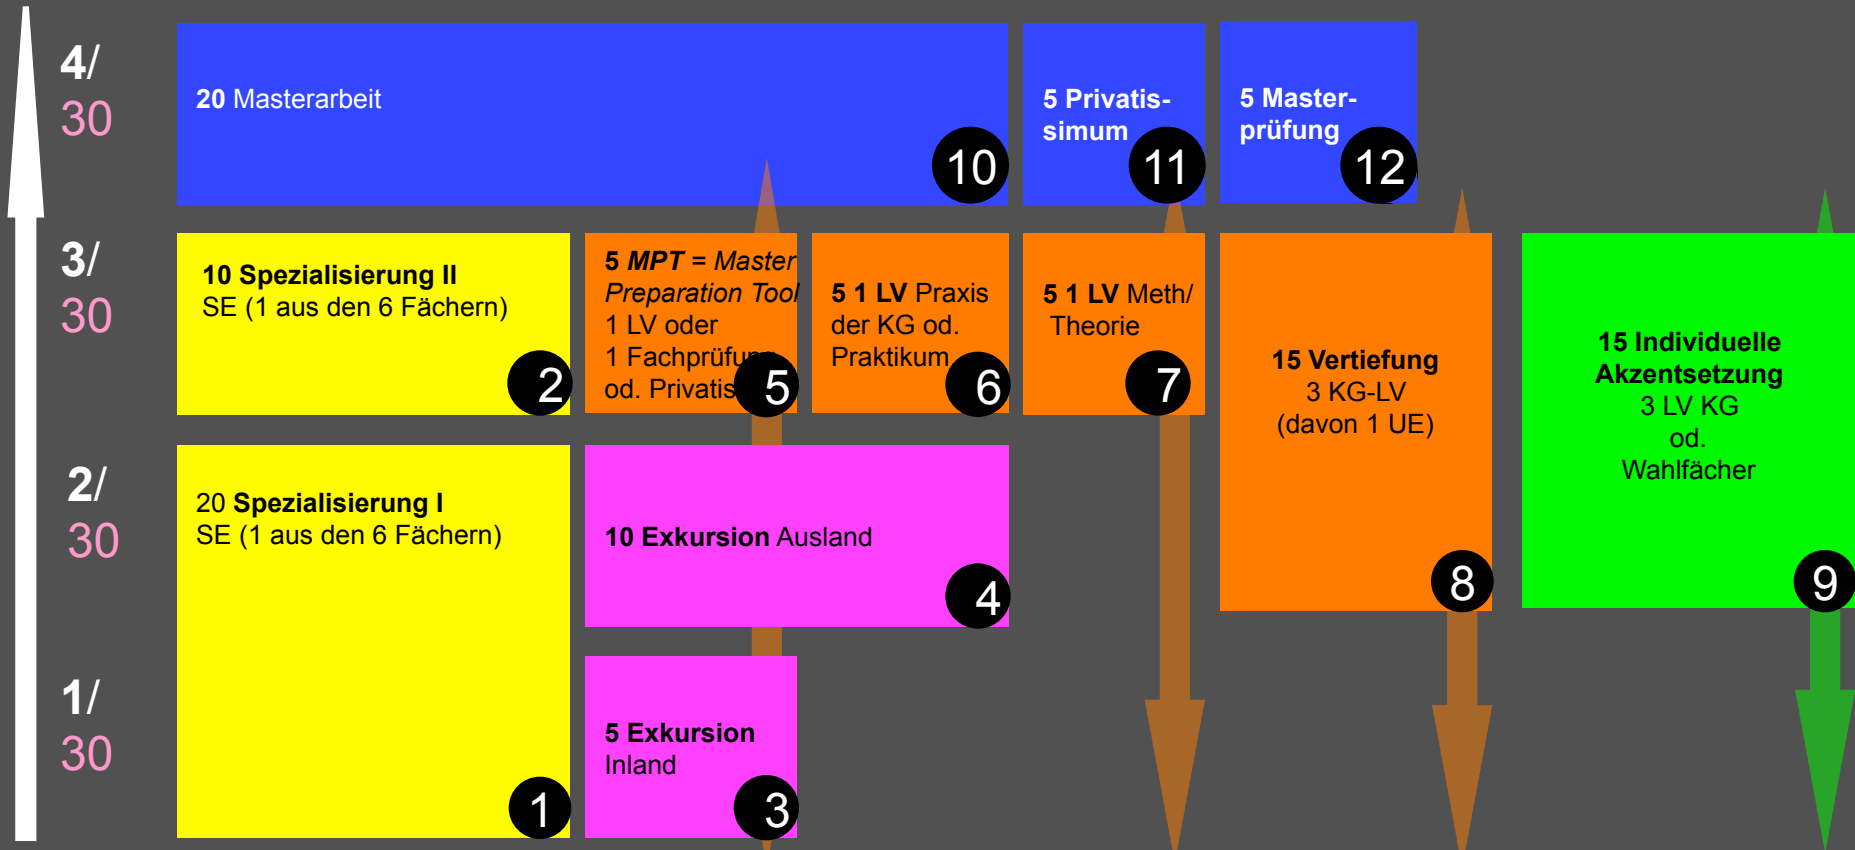 4/
30
20 Masterarbeit
10
5 Privatis-
simum
11
5 Master-
prüfung
12
3/
30
10 Spezialisierung II
SE (1 aus den 6 Fächern)
2
5 MPT = Master
Preparation Tool
1 LV oder
1 Fachprüfung
od. Privatis
5
5 1 LV Praxis
der KG od.
Praktikum
6
5 1 LV Meth/
Theorie
7
15 Vertiefung
3 KG-LV
(davon 1 UE)
8
15 Individuelle
Akzentsetzung
3 LV KG
od.
Wahlfächer
9
2/
30
20 Spezialisierung I
SE (1 aus den 6 Fächern)
1
10 Exkursion Ausland
4
1/
30
5 Exkursion
Inland
3